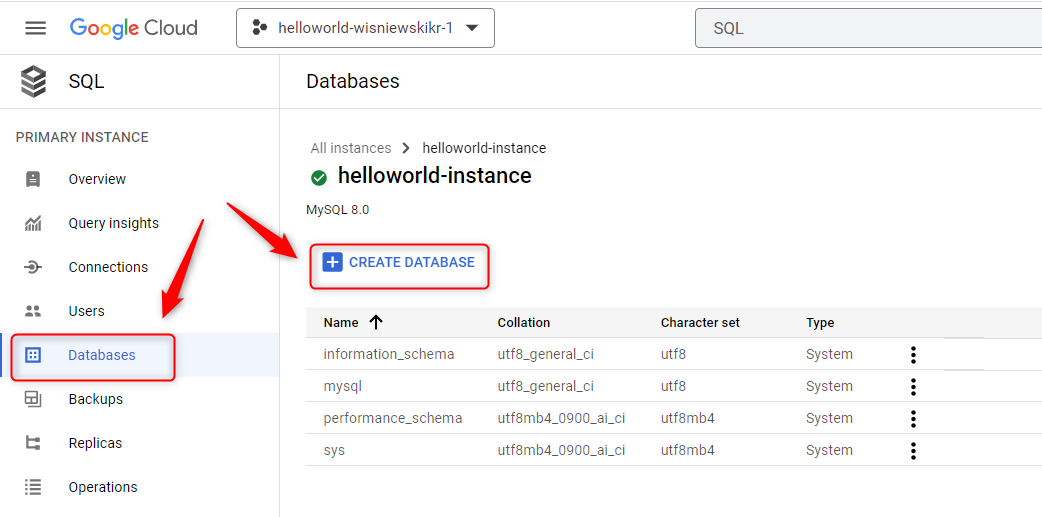 Google Cloud helloworld-wisniewskikr-1 SQL
SQL Databases
PRIMARY INSTANCE
Overview
Query insights
Connections
Users
Databases
Backups
Replicas
Operations
All instances > helloworld-instance
helloworld-instance
MySQL 8.0
CREATE DATABASE
Name Collation Character set Type
information_schema utf8_general_ci utf8 System
mysql utf8_general_ci utf8 System
performance_schema utf8mb4_0900_ai_ci utf8mb4 System
sys utf8mb4_0900_ai_ci utf8mb4 System